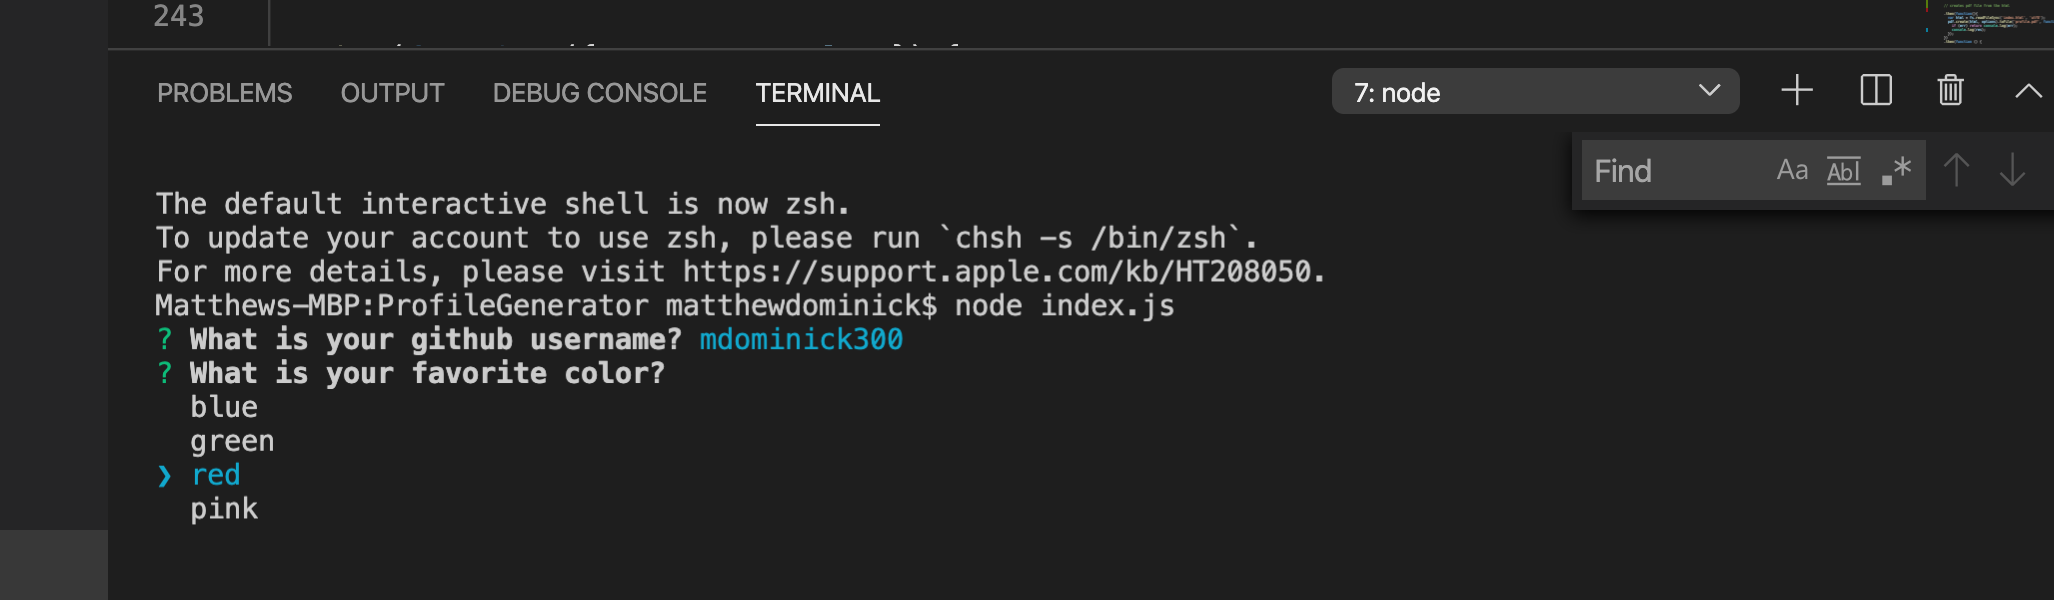 243
PROBLEMS OUTPUT DEBUG CONSOLE TERMINAL 7: node
Find Aa Abl .*
The default interactive shell is now zsh.
To update your account to use zsh, please run `chsh -s /bin/zsh`.
For more details, please visit https://support.apple.com/kb/HT208050.
Matthews-MBP:ProfileGenerator matthewdominick$ node index.js
? What is your github username? mdominick300
? What is your favorite color?
blue
green
❯ red
pink